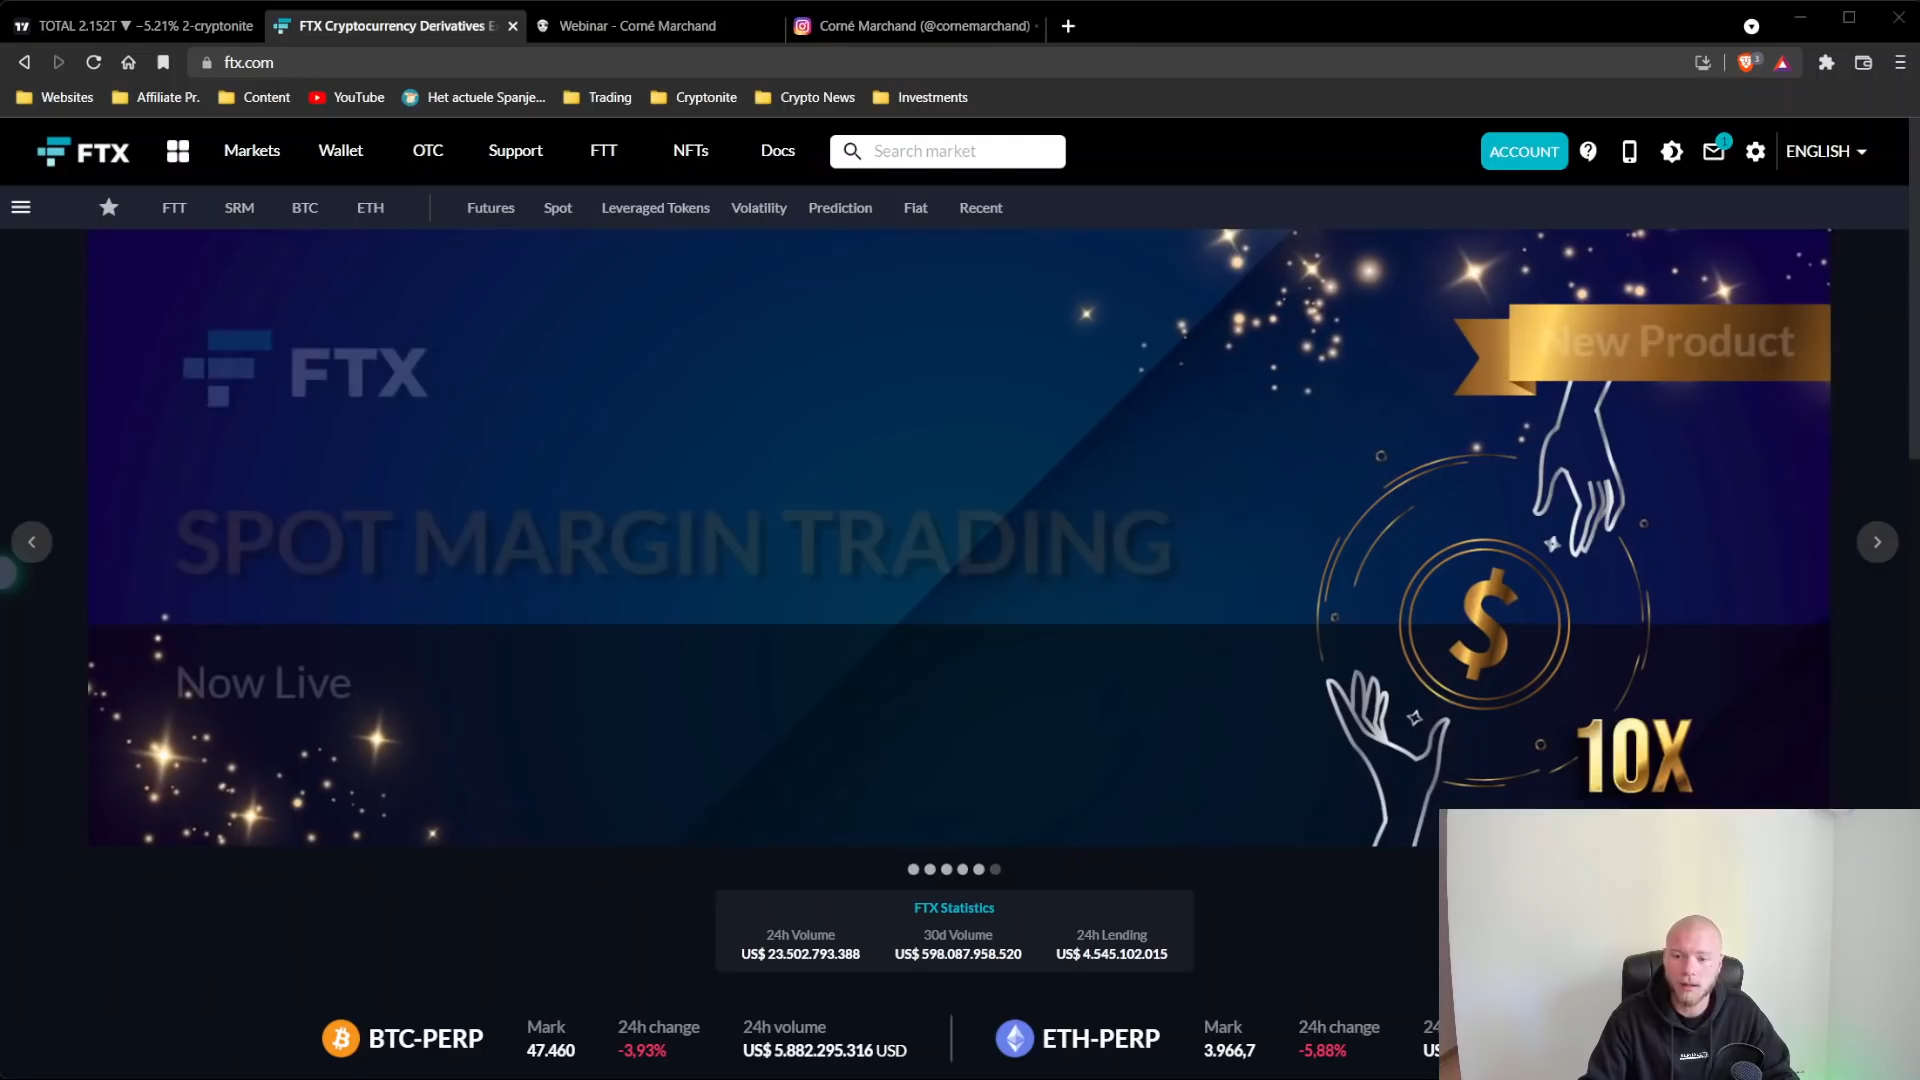 TOTAL 2.152T ▼ −5.21% 2-cryptonite
FTX Cryptocurrency Derivatives E
Webinar - Corné Marchand
Corné Marchand (@cornemarchand)
ftx.com
3
Websites
Affiliate Pr.
Content
YouTube
Het actuele Spanje...
Trading
Cryptonite
Crypto News
Investments
FTX
Markets
Wallet
OTC
Support
FTT
NFTs
Docs
Search market
ACCOUNT
1
ENGLISH
FTT
SRM
BTC
ETH
Futures
Spot
Leveraged Tokens
Volatility
Prediction
Fiat
Recent
FTX
New Product
SPOT MARGIN TRADING
Now Live
$
10X
FTX Statistics
24h Volume
US$ 23.502.793.388
30d Volume
US$ 598.087.958.520
24h Lending
US$ 4.545.102.015
BTC-PERP
Mark
47.460
24h change
-3,93%
24h volume
US$ 5.882.295.316 USD
ETH-PERP
Mark
3.966,7
24h change
-5,88%
24
US